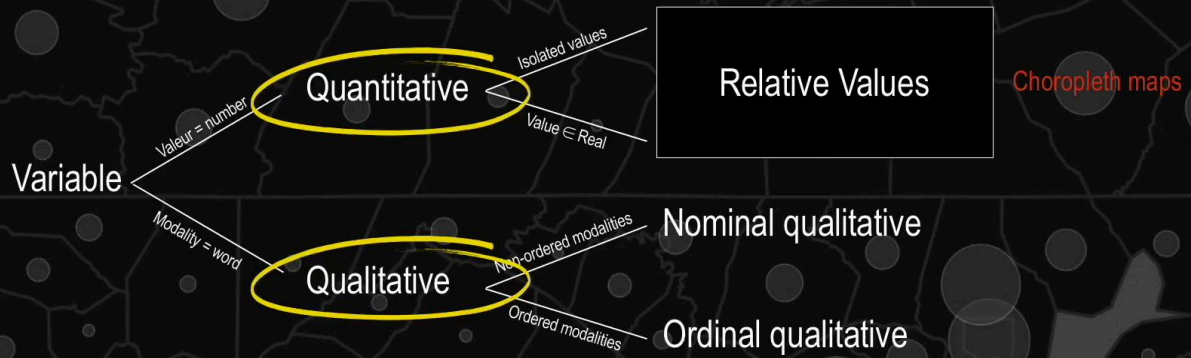 Variable
Valeur = number
Modality = word
Quantitative
Isolated values
Value ∈ Real
Relative Values
Choropleth maps
Qualitative
Non-ordered modalities
Ordered modalities
Nominal qualitative
Ordinal qualitative